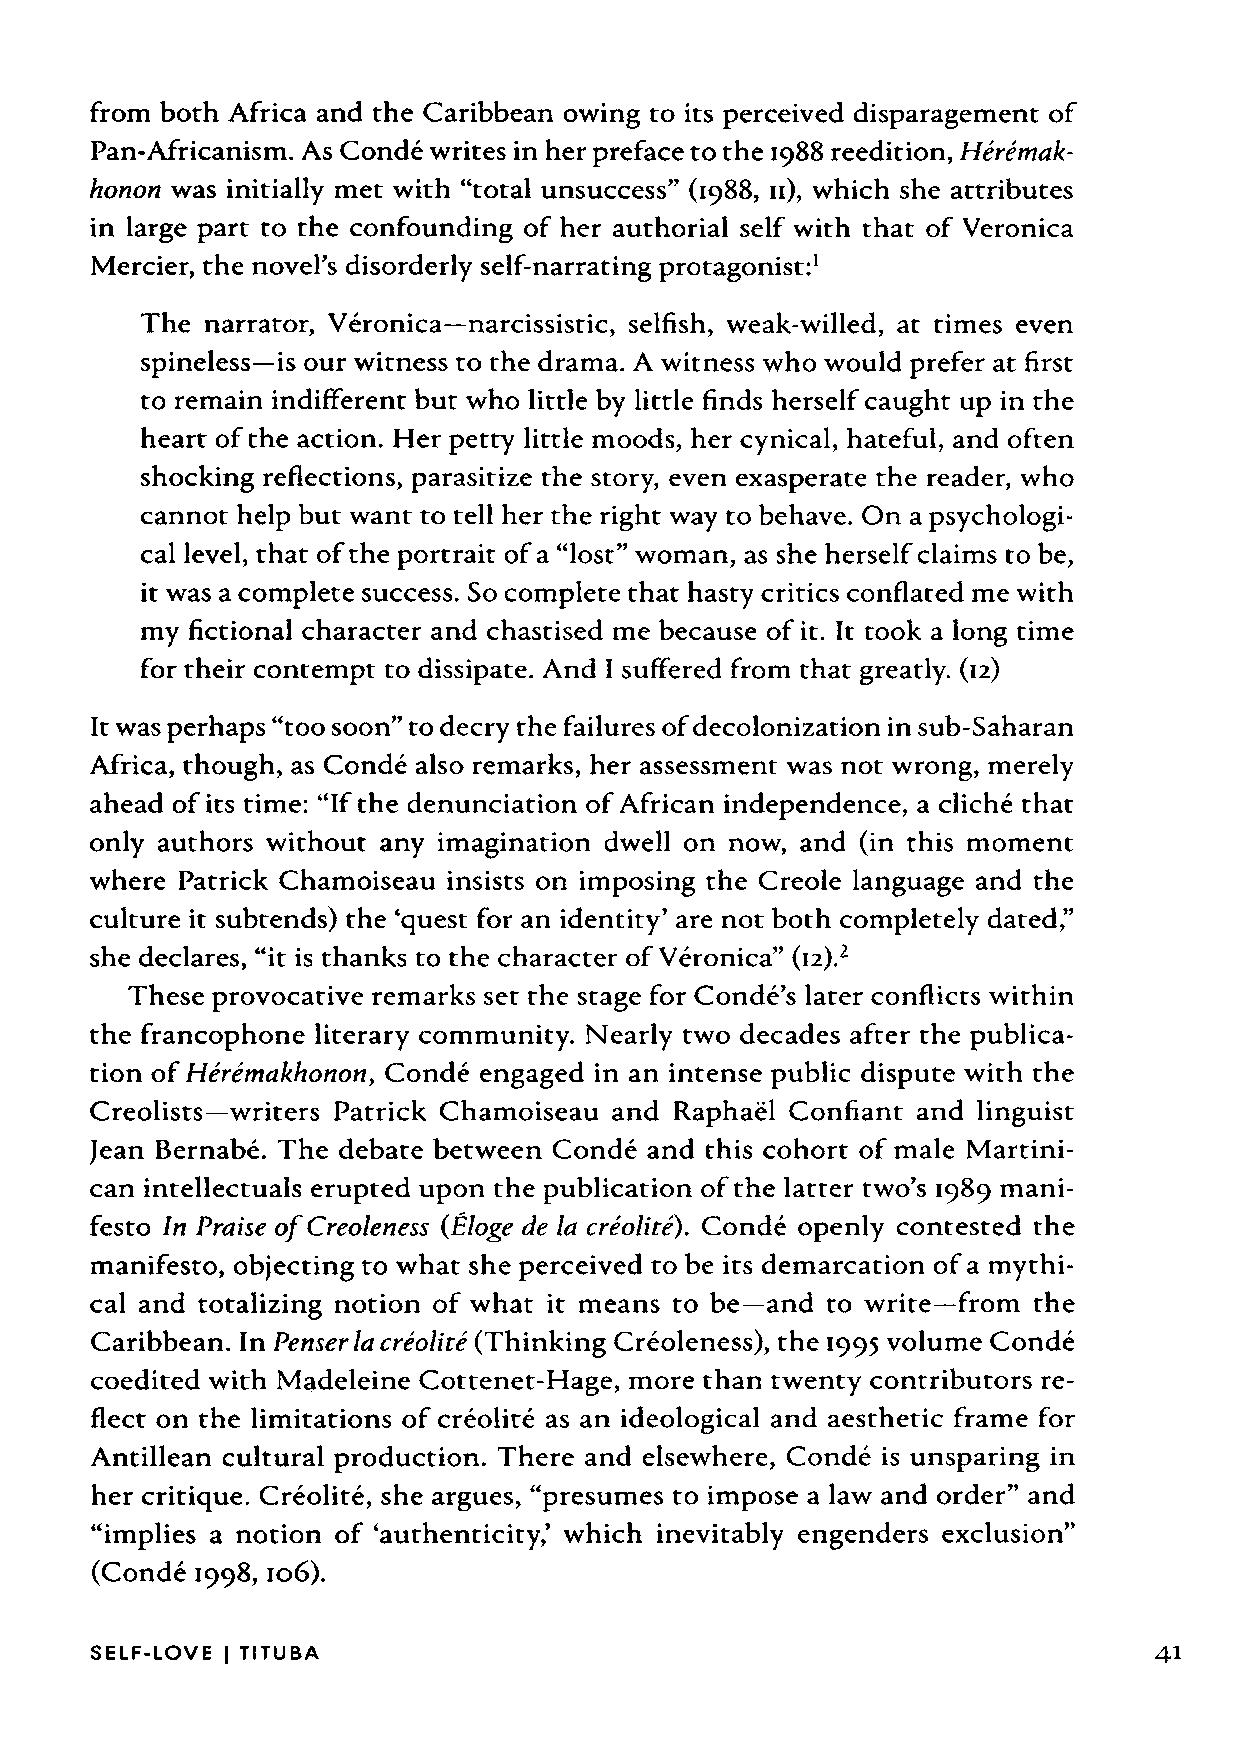 from both Africa and the Caribbean owing to its perceived disparagement of
Pan-Africanism. As Condé writes in her preface to the 1988 reedition, Hérémak-
honon was initially met with “total unsuccess” (1988, 11), which she attributes
in large part to the confounding of her authorial self with that of Veronica
Mercier, the novel’s disorderly self-narrating protagonist:¹
The narrator, Véronica—narcissistic, selfish, weak-willed, at times even
spineless—is our witness to the drama. A witness who would prefer at first
to remain indifferent but who little by little finds herself caught up in the
heart of the action. Her petty little moods, her cynical, hateful, and often
shocking reflections, parasitize the story, even exasperate the reader, who
cannot help but want to tell her the right way to behave. On a psychologi-
cal level, that of the portrait of a “lost” woman, as she herself claims to be,
it was a complete success. So complete that hasty critics conflated me with
my fictional character and chastised me because of it. It took a long time
for their contempt to dissipate. And I suffered from that greatly. (12)
It was perhaps “too soon” to decry the failures of decolonization in sub-Saharan
Africa, though, as Condé also remarks, her assessment was not wrong, merely
ahead of its time: “If the denunciation of African independence, a cliché that
only authors without any imagination dwell on now, and (in this moment
where Patrick Chamoiseau insists on imposing the Creole language and the
culture it subtends) the ‘quest for an identity’ are not both completely dated,”
she declares, “it is thanks to the character of Véronica” (12).²
These provocative remarks set the stage for Condé’s later conflicts within
the francophone literary community. Nearly two decades after the publica-
tion of Hérémakhonon, Condé engaged in an intense public dispute with the
Creolists—writers Patrick Chamoiseau and Raphaël Confiant and linguist
Jean Bernabé. The debate between Condé and this cohort of male Martini-
can intellectuals erupted upon the publication of the latter two’s 1989 mani-
festo In Praise of Creoleness (Éloge de la créolité). Condé openly contested the
manifesto, objecting to what she perceived to be its demarcation of a mythi-
cal and totalizing notion of what it means to be—and to write—from the
Caribbean. In Penser la créolité (Thinking Créoleness), the 1995 volume Condé
coedited with Madeleine Cottenet-Hage, more than twenty contributors re-
flect on the limitations of créolité as an ideological and aesthetic frame for
Antillean cultural production. There and elsewhere, Condé is unsparing in
her critique. Créolité, she argues, “presumes to impose a law and order” and
“implies a notion of ‘authenticity,’ which inevitably engenders exclusion”
(Condé 1998, 106).
SELF-LOVE | TITUBA 41